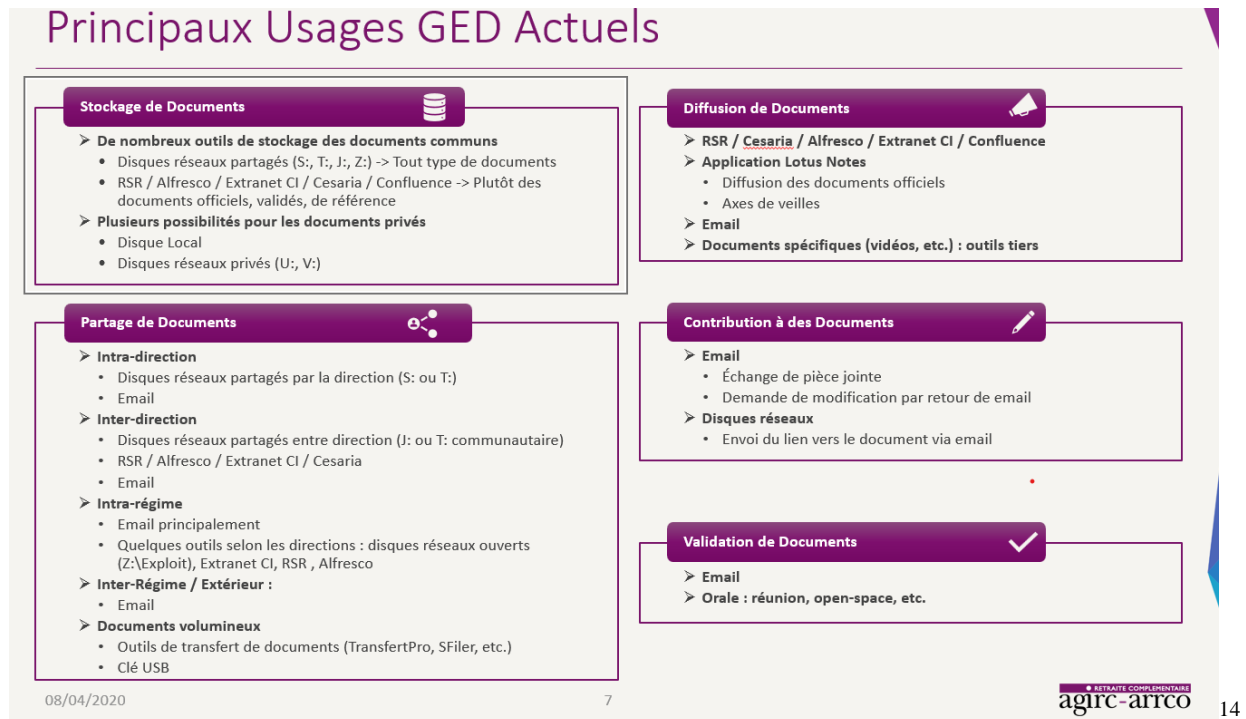 Principaux Usages GED Actuels
Stockage de Documents
➢ De nombreux outils de stockage des documents communs
• Disques réseaux partagés (S:, T:, J:, Z:) -> Tout type de documents
• RSR / Alfresco / Extranet CI / Cesaria / Confluence -> Plutôt des
documents officiels, validés, de référence
➢ Plusieurs possibilités pour les documents privés
• Disque Local
• Disques réseaux privés (U:, V:)
Partage de Documents
➢ Intra-direction
• Disques réseaux partagés par la direction (S: ou T:)
• Email
➢ Inter-direction
• Disques réseaux partagés entre direction (J: ou T: communautaire)
• RSR / Alfresco / Extranet CI / Cesaria
• Email
➢ Intra-régime
• Email principalement
• Quelques outils selon les directions : disques réseaux ouverts
(Z:\Exploit), Extranet CI, RSR , Alfresco
➢ Inter-Régime / Extérieur :
• Email
➢ Documents volumineux
• Outils de transfert de documents (TransfertPro, SFiler, etc.)
• Clé USB
Diffusion de Documents
➢ RSR / Cesaria / Alfresco / Extranet CI / Confluence
➢ Application Lotus Notes
• Diffusion des documents officiels
• Axes de veilles
➢ Email
➢ Documents spécifiques (vidéos, etc.) : outils tiers
Contribution à des Documents
➢ Email
• Échange de pièce jointe
• Demande de modification par retour de email
➢ Disques réseaux
• Envoi du lien vers le document via email
Validation de Documents
➢ Email
➢ Orale : réunion, open-space, etc.
08/04/2020
7
RETRAITE COMPLEMENTAIRE
agirc-arrco
14